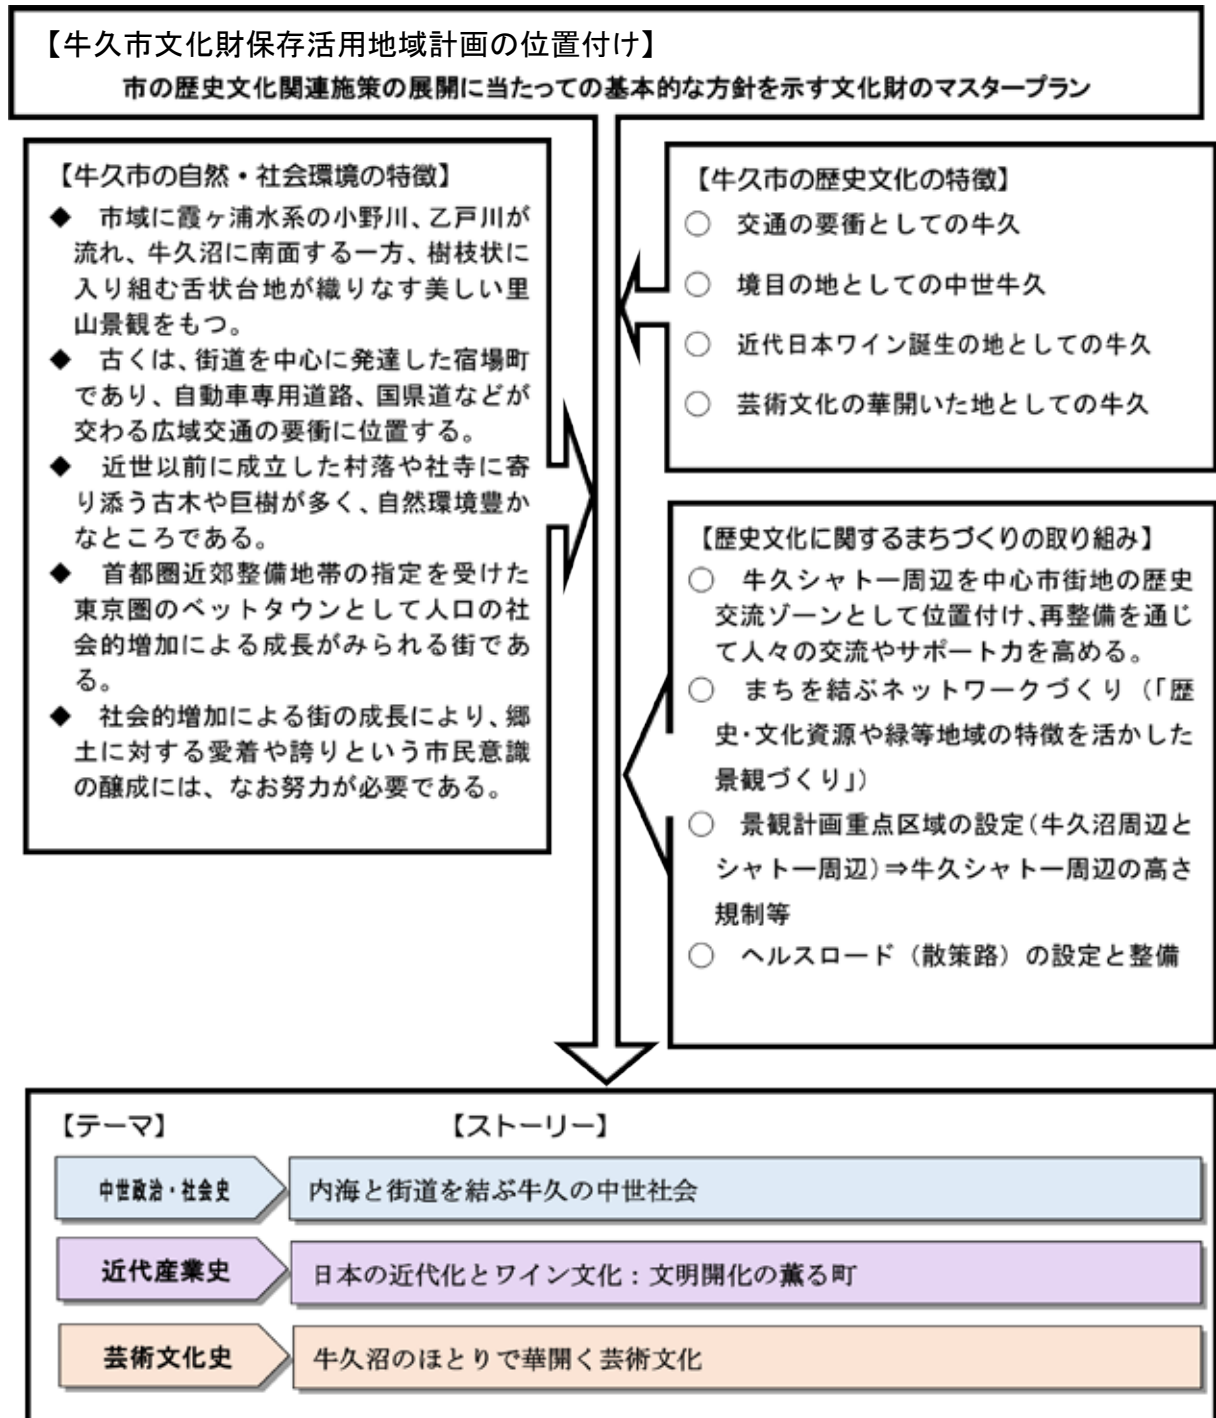 【牛久市文化財保存活用地域計画の位置付け】
市の歴史文化関連施策の展開に当たっての基本的な方針を示す文化財のマスタープラン
【牛久市の自然・社会環境の特徴】
◆ 市域に霞ヶ浦水系の小野川、乙戸川が
流れ、牛久沼に南面する一方、樹枝状に
入り組む舌状台地が織りなす美しい里
山景観をもつ。
◆ 古くは、街道を中心に発達した宿場町
であり、自動車専用道路、国県道などが
交わる広域交通の要衝に位置する。
◆ 近世以前に成立した村落や社寺に寄
り添う古木や巨樹が多く、自然環境豊か
なところである。
◆ 首都圏近郊整備地帯の指定を受けた
東京圏のベットタウンとして人口の社
会的増加による成長がみられる街であ
る。
◆ 社会的増加による街の成長により、郷
土に対する愛着や誇りという市民意識
の醸成には、なお努力が必要である。
【牛久市の歴史文化の特徴】
○ 交通の要衝としての牛久
○ 境目の地としての中世牛久
○ 近代日本ワイン誕生の地としての牛久
○ 芸術文化の華開いた地としての牛久
【歴史文化に関するまちづくりの取り組み】
○ 牛久シャトー周辺を中心市街地の歴史
交流ゾーンとして位置付け、再整備を通じ
て人々の交流やサポート力を高める。
○ まちを結ぶネットワークづくり（「歴
史・文化資源や緑等地域の特徴を活かした
景観づくり」）
○ 景観計画重点区域の設定（牛久沼周辺と
シャトー周辺）⇒牛久シャトー周辺の高さ
規制等
○ ヘルスロード（散策路）の設定と整備
【テーマ】 【ストーリー】
中世政治・社会史 内海と街道を結ぶ牛久の中世社会
近代産業史 日本の近代化とワイン文化：文明開化の薫る町
芸術文化史 牛久沼のほとりで華開く芸術文化